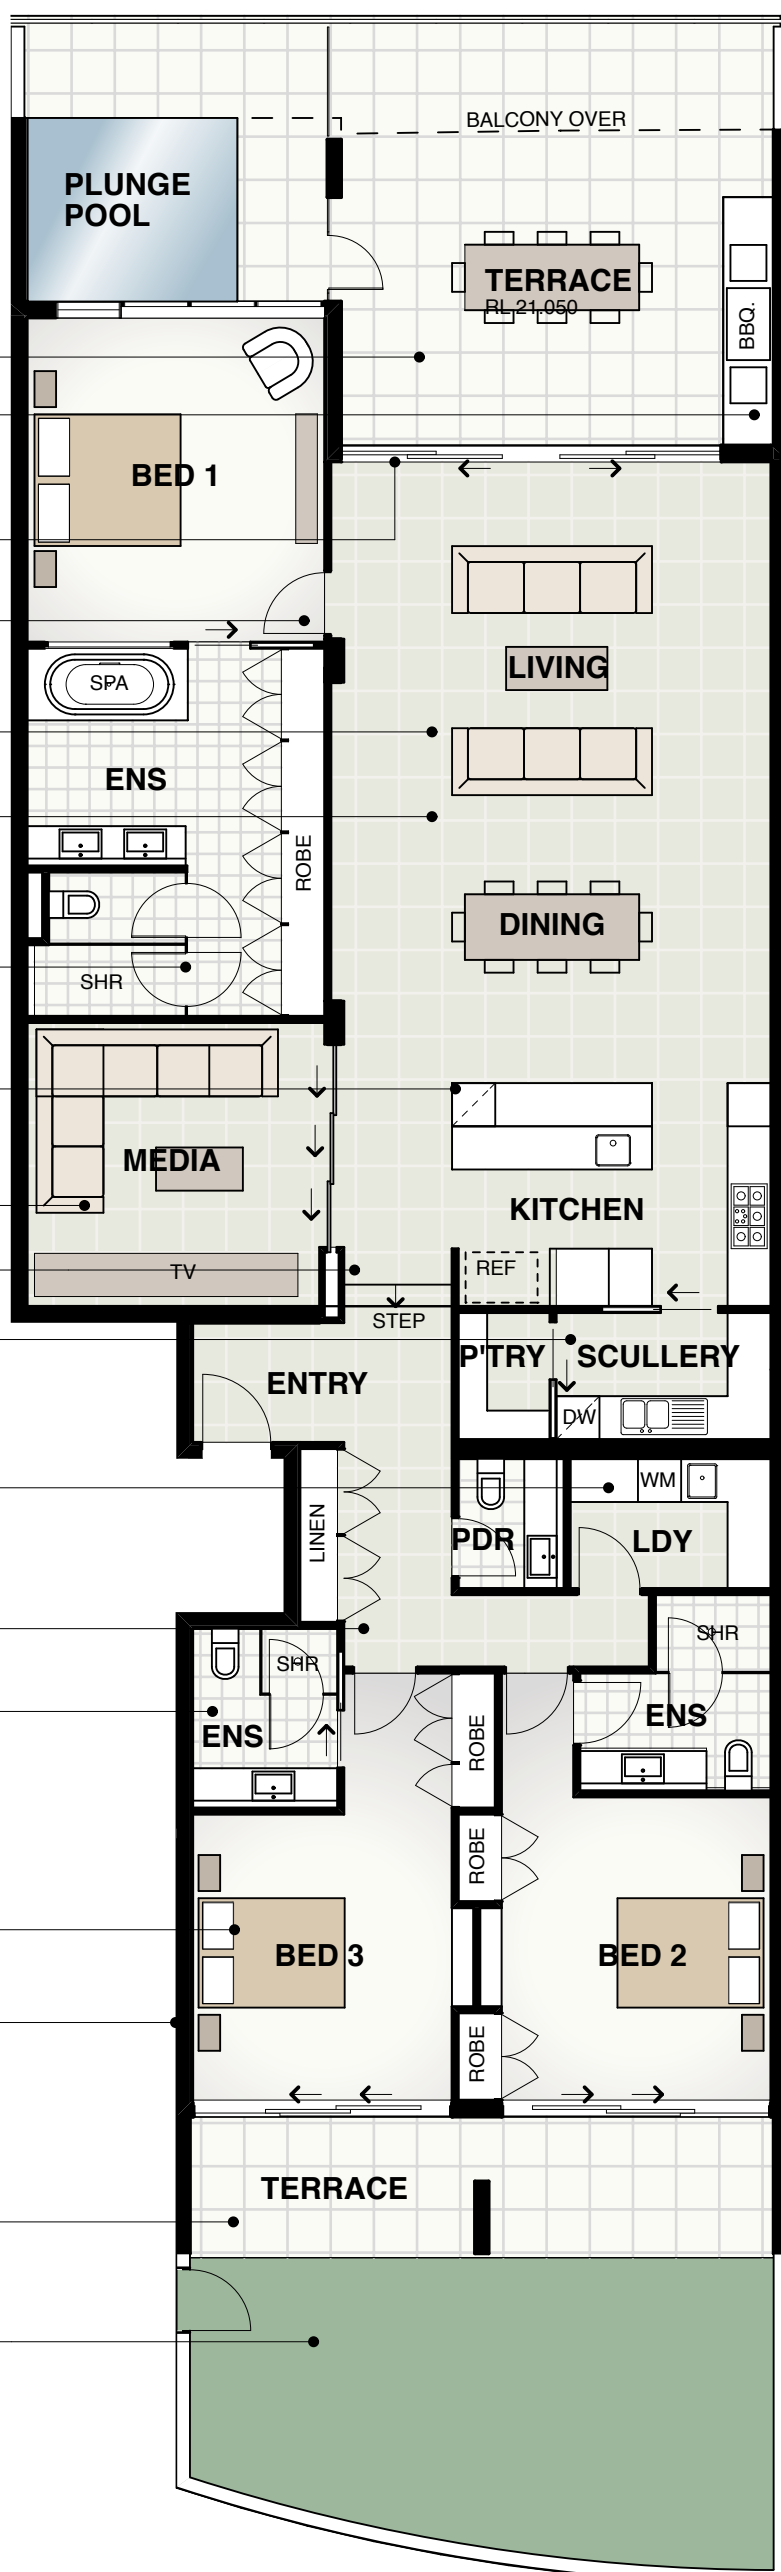 BALCONY OVER
PLUNGE
POOL
TERRACE
RL 21.050
BBQ.
BED 1
LIVING
SPA
ENS
ROBE
DINING
SHR
MEDIA
KITCHEN
TV
REF
STEP
P'TRY
SCULLERY
ENTRY
DW
WM
LINEN
PDR
LDY
SHR
SHR
ENS
ENS
ROBE
ROBE
BED 3
BED 2
ROBE
TERRACE